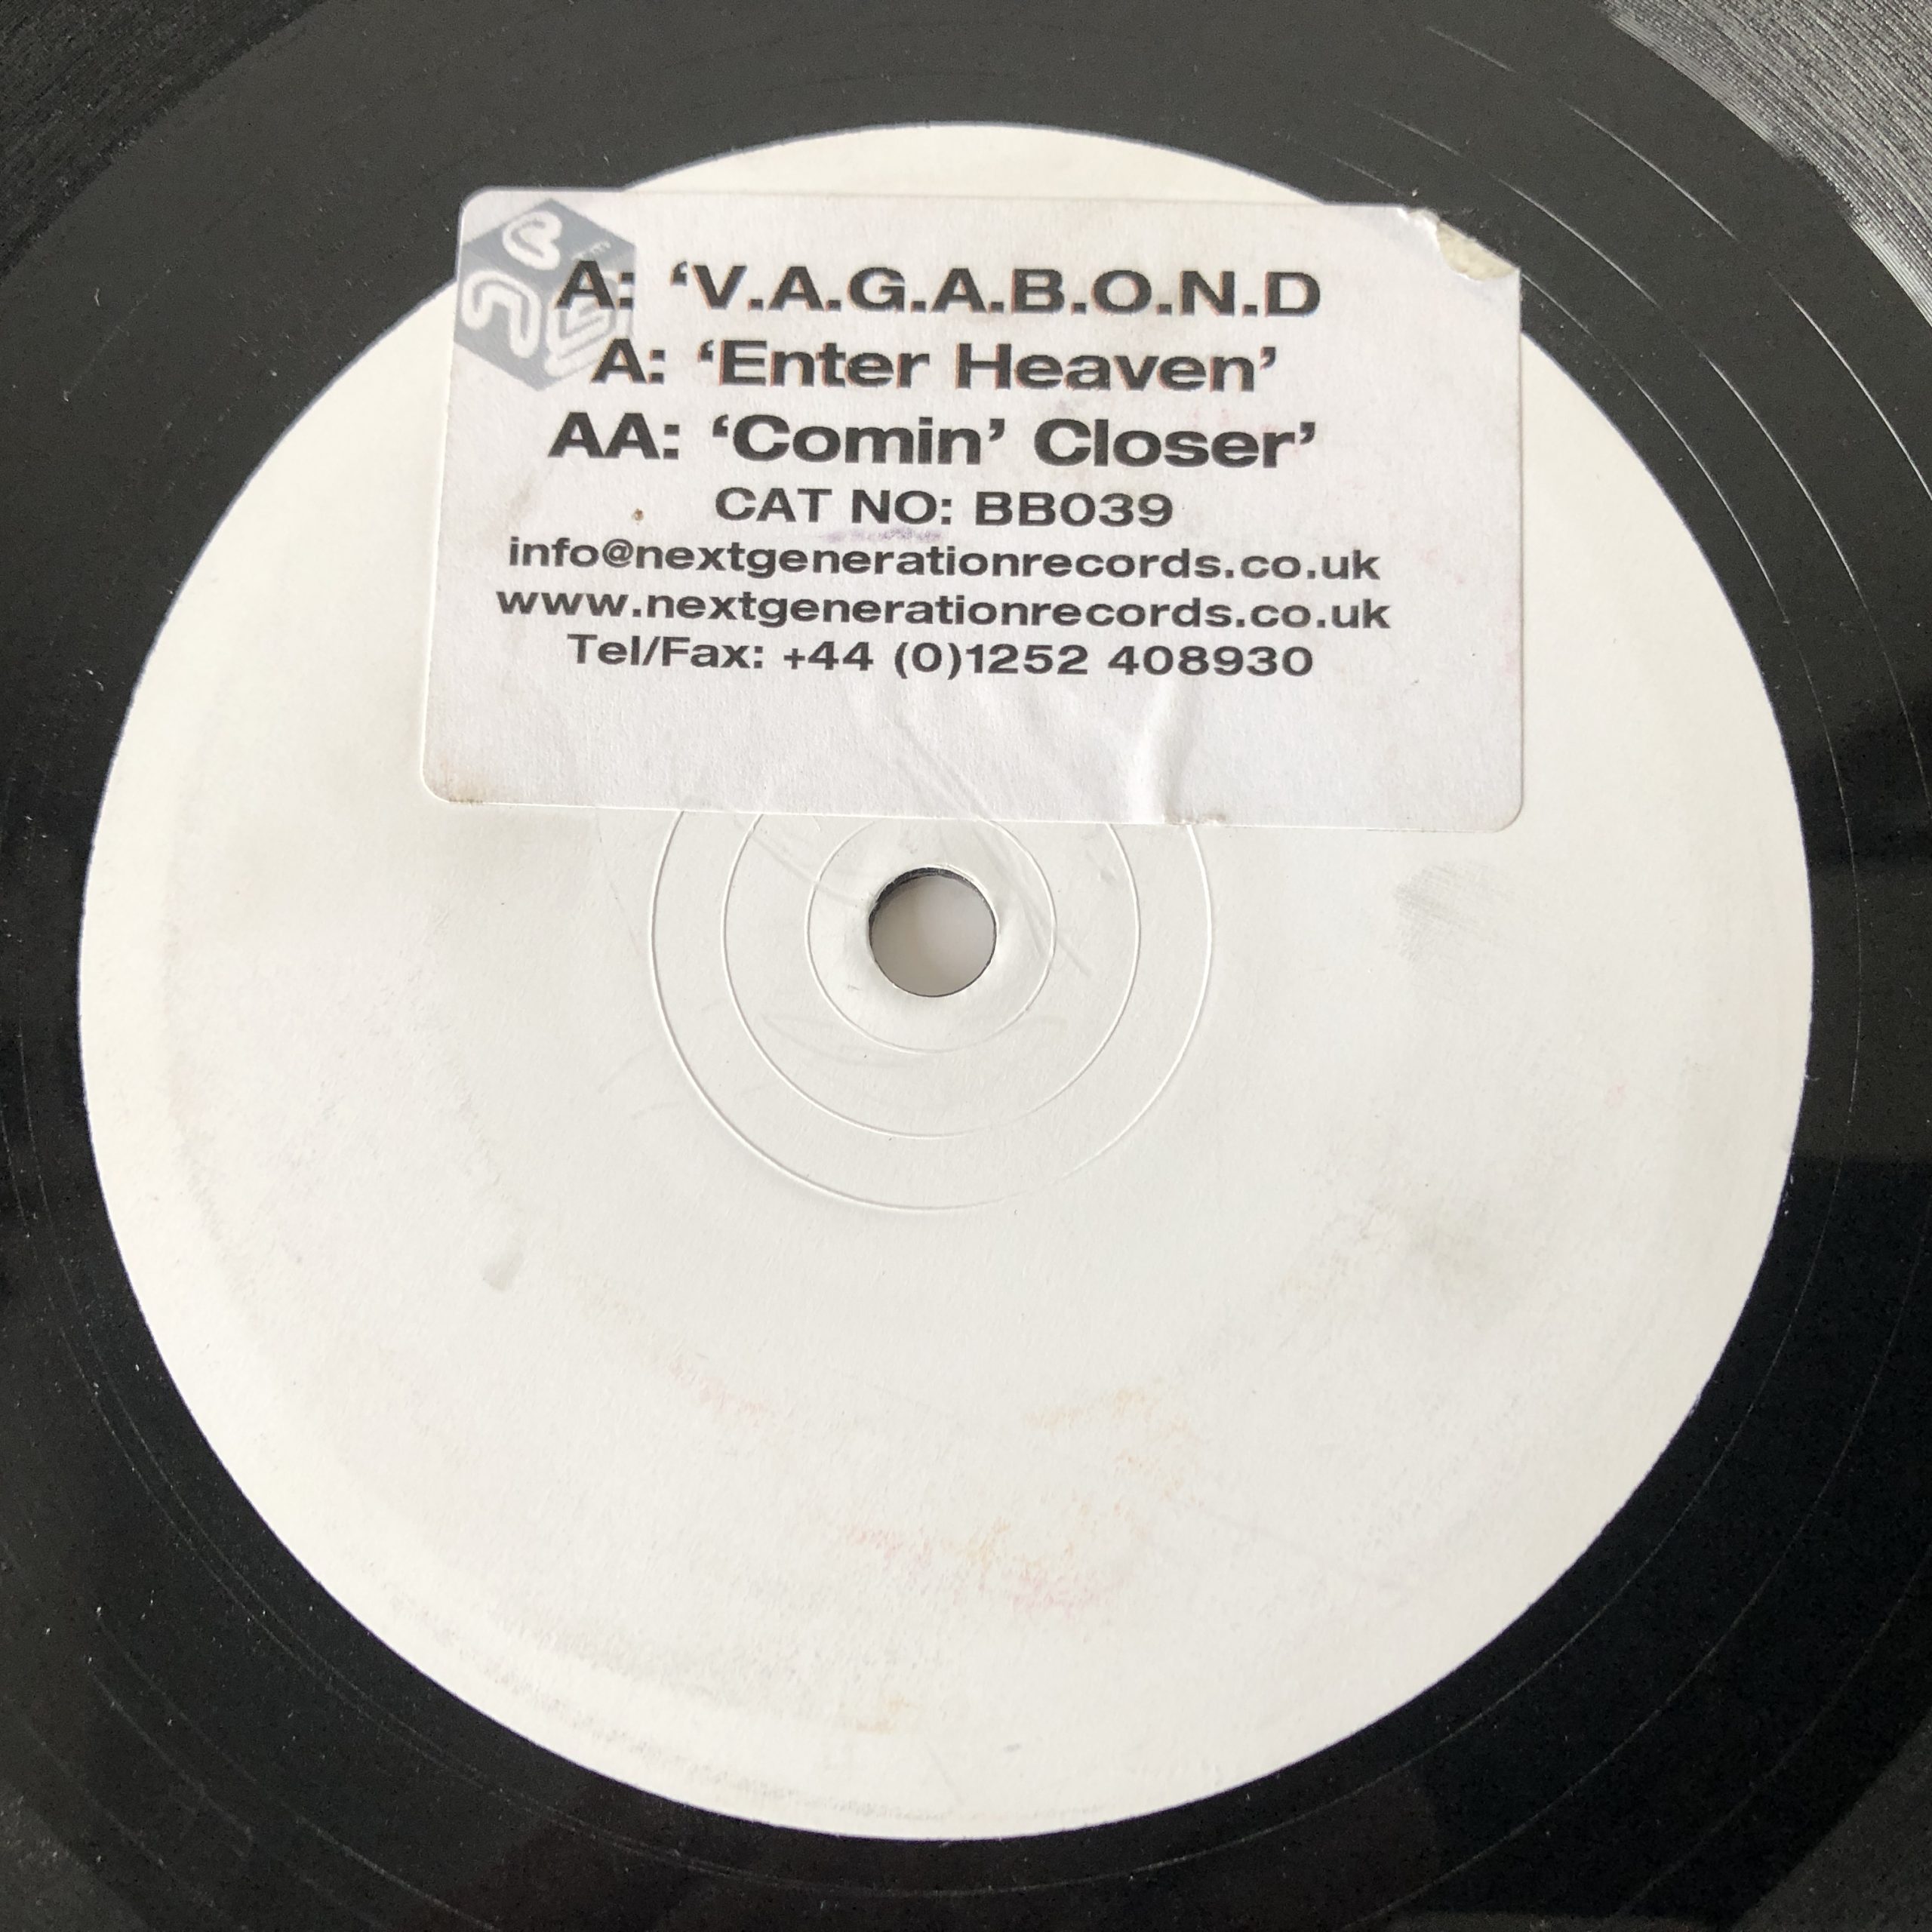 A: ‘V.A.G.A.B.O.N.D
A: ‘Enter Heaven’
AA: ‘Comin’ Closer’
CAT NO: BB039
info@nextgenerationrecords.co.uk
www.nextgenerationrecords.co.uk
Tel/Fax: +44 (0)1252 408930